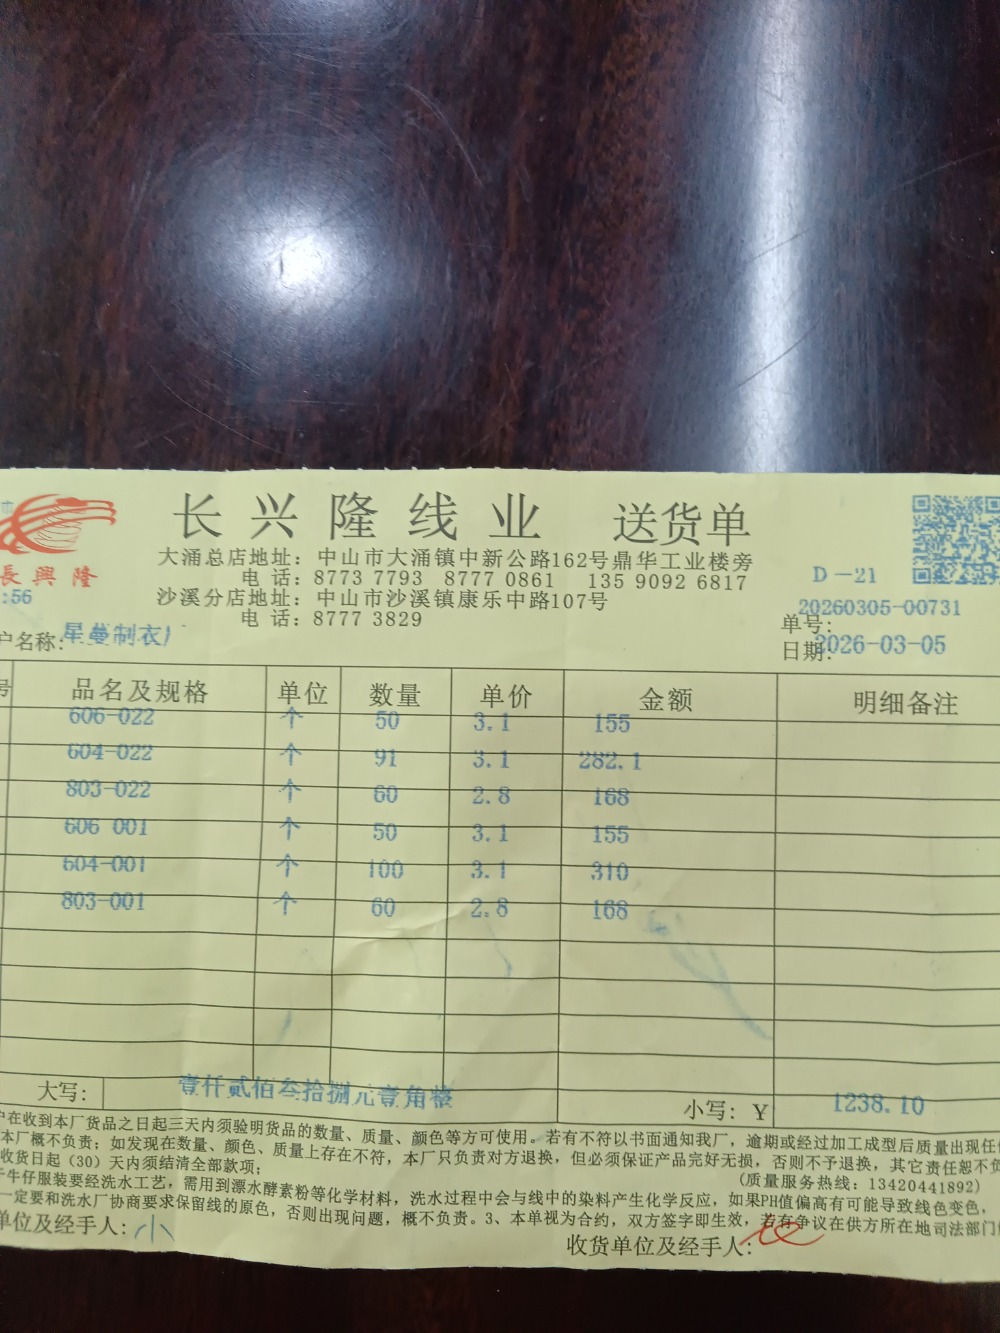 长兴隆线业 送货单
長興隆
大涌总店地址：中山市大涌镇中新公路162号鼎华工业楼旁
电 话：8773 7793 8777 0861 135 9092 6817
沙溪分店地址：中山市沙溪镇康乐中路107号
电 话：8777 3829
D-21
:56
单号：20260305-00731
户名称：星蔓制衣厂
日期：2026-03-05
号 品名及规格 单位 数量 单价 金额 明细备注
606-022 个 50 3.1 155
604-022 个 91 3.1 282.1
803-022 个 60 2.8 168
606 001 个 50 3.1 155
604-001 个 100 3.1 310
803-001 个 60 2.8 168
大写：壹仟贰佰叁拾捌元壹角整 小写：Y 1238.10
户在收到本厂货品之日起三天内须验明货品的数量、质量、颜色等方可使用。若有不符以书面通知我厂，逾期或经过加工成型后质量出现任
本厂概不负责；如发现在数量、颜色、质量上存在不符，本厂只负责对方退换，但必须保证产品完好无损，否则不予退换，其它责任恕不负
收货日起（30）天内须结清全部款项； （质量服务热线：13420441892）
牛仔服装要经洗水工艺，需用到漂水酵素粉等化学材料，洗水过程中会与线中的染料产生化学反应，如果PH值偏高有可能导致线色变色，
一定要和洗水厂协商要求保留线的原色，否则出现问题，概不负责。3、本单视为合约，双方签字即生效，若有争议在供方所在地司法部门
单位及经手人：小 收货单位及经手人：